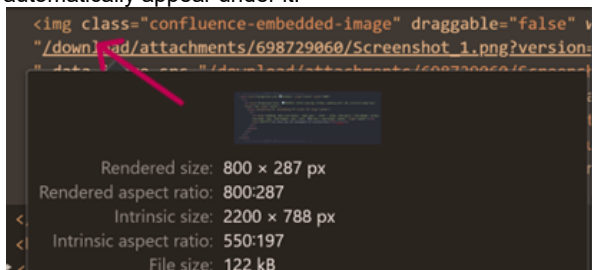 automatically appear under it.
<img class="confluence-embedded-image" draggable="false"
"/download/attachments/698729060/Screenshot_1.png?version=
Rendered size: 800 × 287 px
Rendered aspect ratio: 800:287
Intrinsic size: 2200 × 788 px
Intrinsic aspect ratio: 550:197
File size: 122 kB